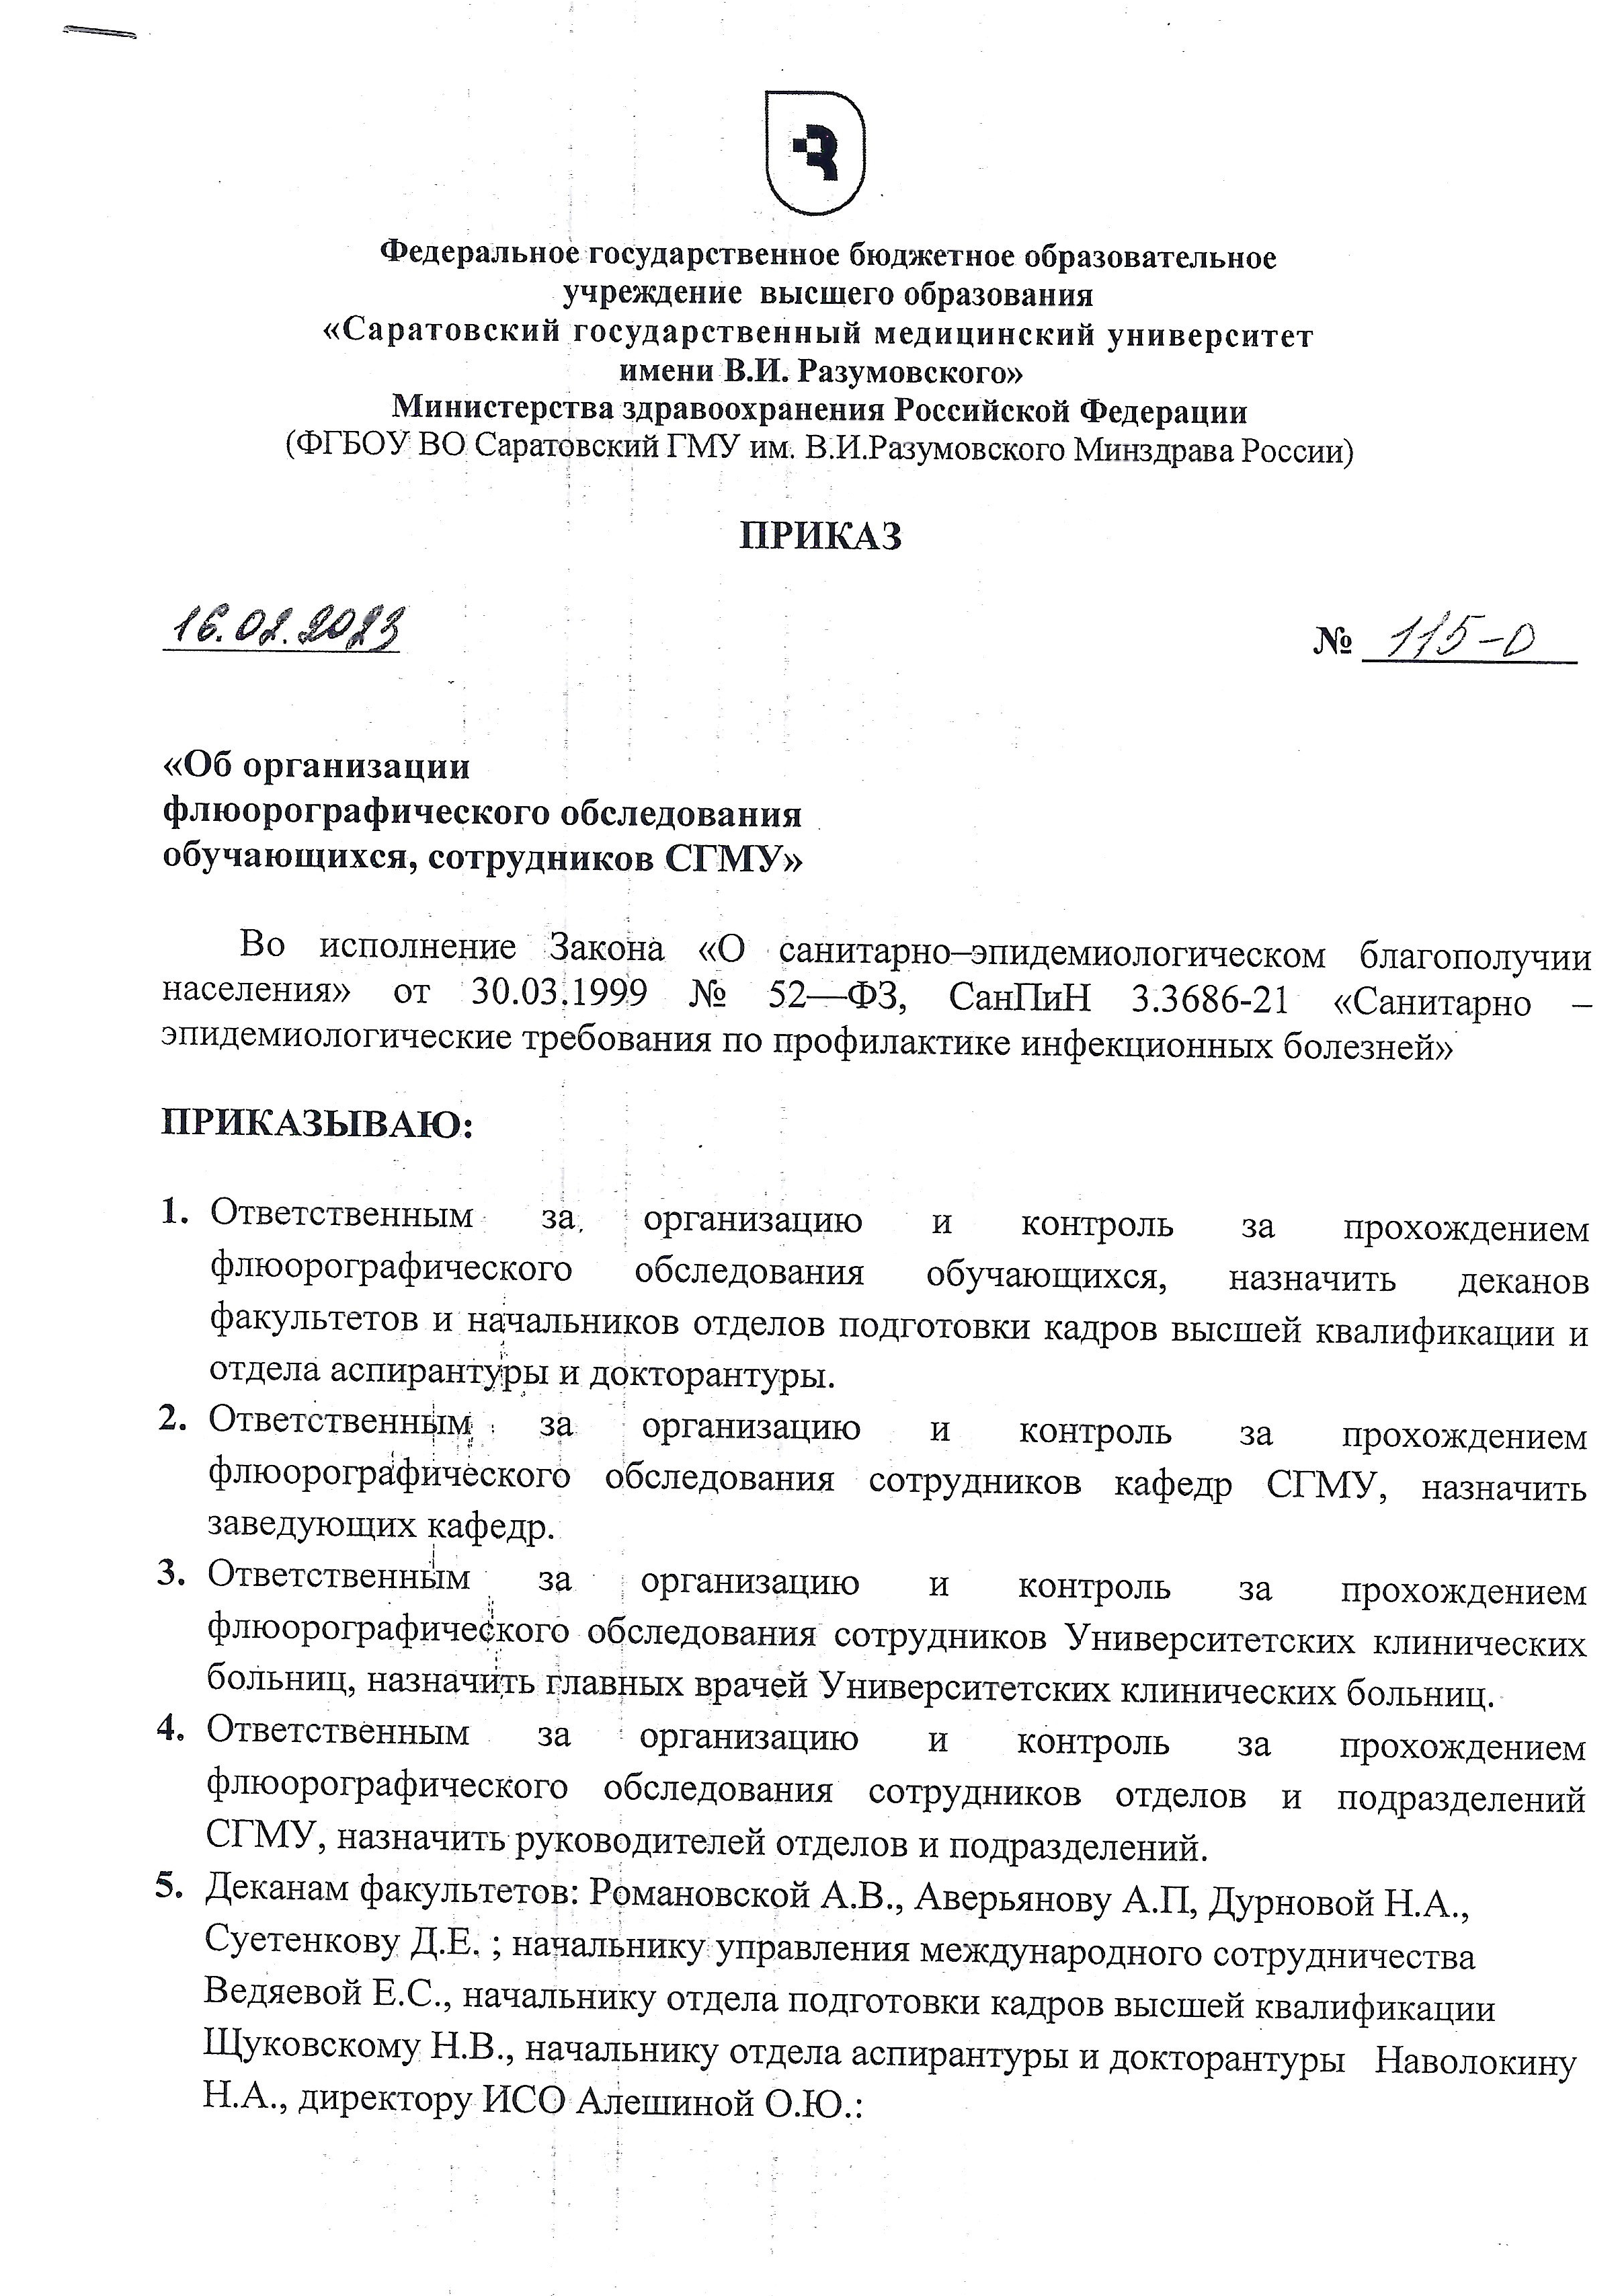 Федеральное государственное бюджетное образовательное
учреждение высшего образования
«Саратовский государственный медицинский университет
имени В.И. Разумовского»
Министерства здравоохранения Российской Федерации
(ФГБОУ ВО Саратовский ГМУ им. В.И.Разумовского Минздрава России)
ПРИКАЗ
16.02.2023 № 115-О
«Об организации
флюорографического обследования
обучающихся, сотрудников СГМУ»
Во исполнение Закона «О санитарно–эпидемиологическом благополучии
населения» от 30.03.1999 № 52—ФЗ, СанПиН 3.3686-21 «Санитарно –
эпидемиологические требования по профилактике инфекционных болезней»
ПРИКАЗЫВАЮ:
1. Ответственным за организацию и контроль за прохождением
флюорографического обследования обучающихся, назначить деканов
факультетов и начальников отделов подготовки кадров высшей квалификации и
отдела аспирантуры и докторантуры.
2. Ответственным за организацию и контроль за прохождением
флюорографического обследования сотрудников кафедр СГМУ, назначить
заведующих кафедр.
3. Ответственным за организацию и контроль за прохождением
флюорографического обследования сотрудников Университетских клинических
больниц, назначить главных врачей Университетских клинических больниц.
4. Ответственным за организацию и контроль за прохождением
флюорографического обследования сотрудников отделов и подразделений
СГМУ, назначить руководителей отделов и подразделений.
5. Деканам факультетов: Романовской А.В., Аверьянову А.П, Дурновой Н.А.,
Суетенкову Д.Е. ; начальнику управления международного сотрудничества
Ведяевой Е.С., начальнику отдела подготовки кадров высшей квалификации
Щуковскому Н.В., начальнику отдела аспирантуры и докторантуры Наволокину
Н.А., директору ИСО Алешиной О.Ю.: